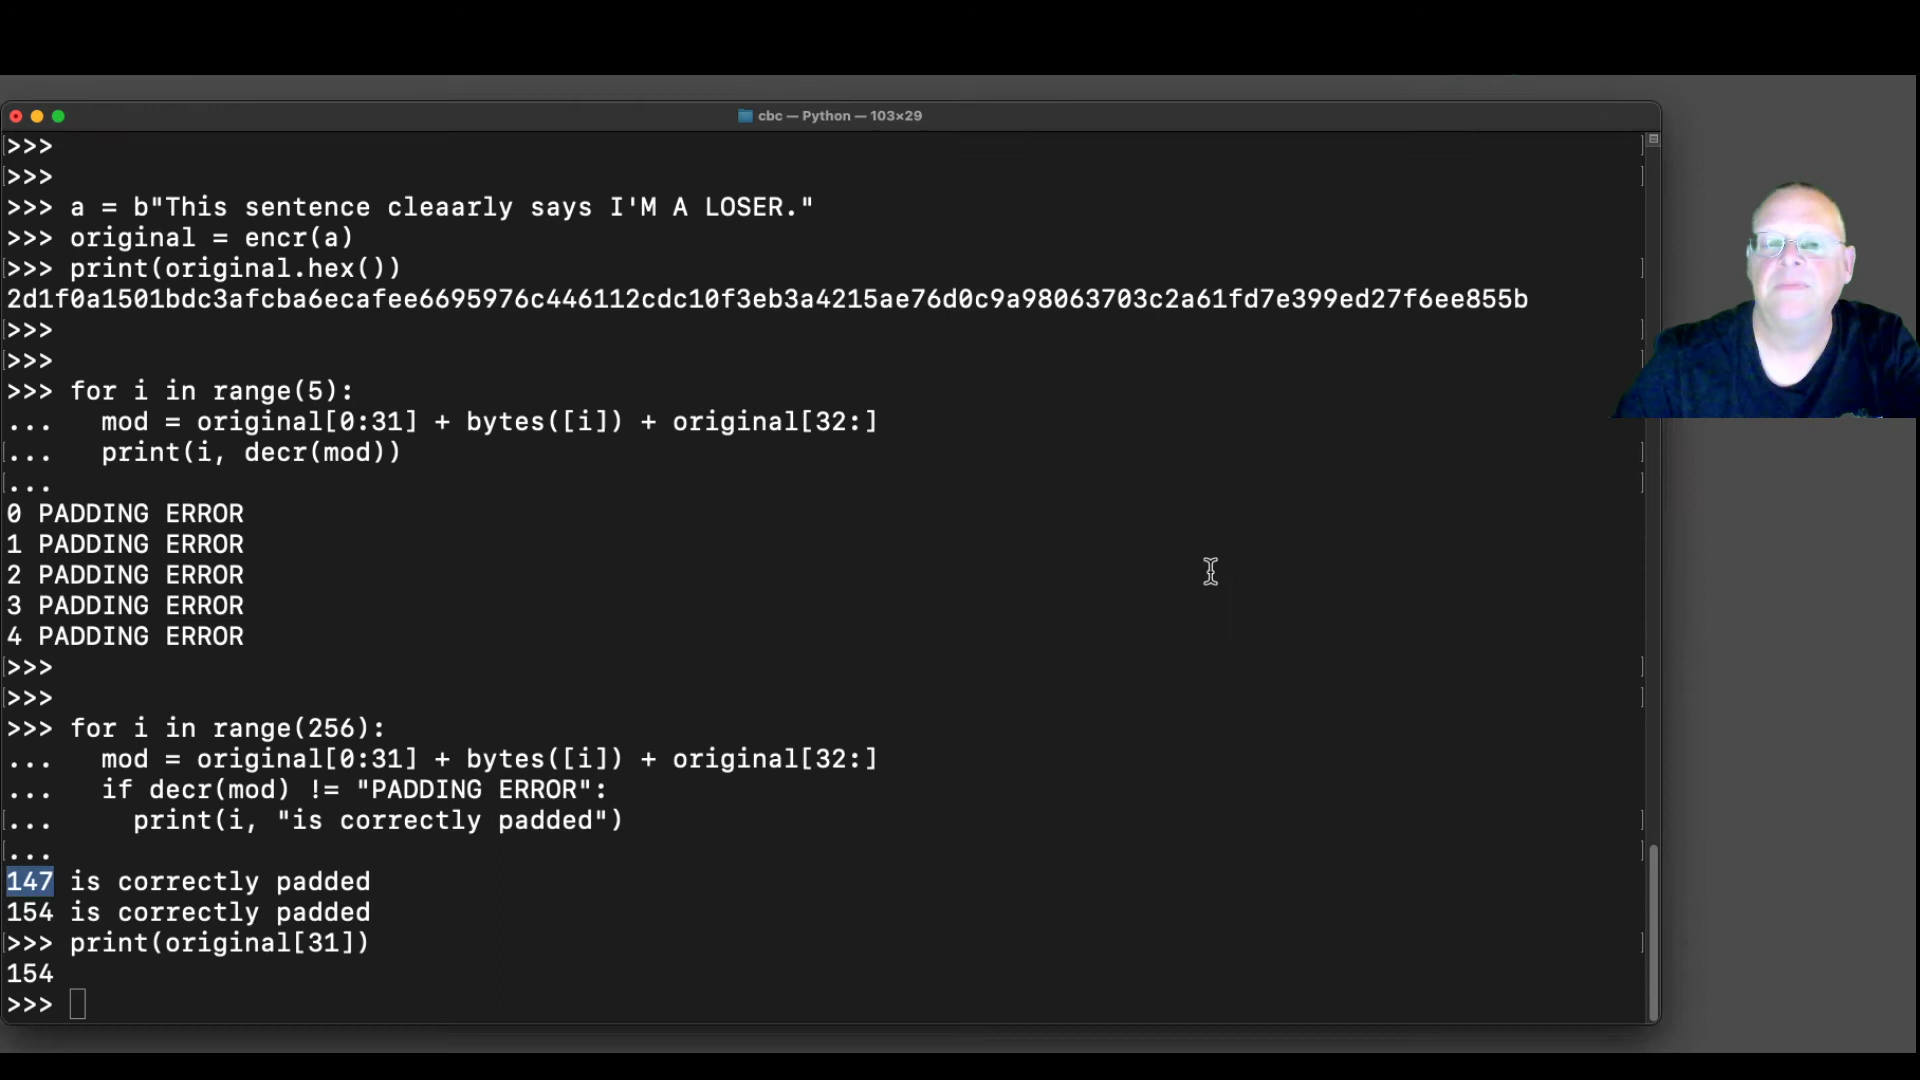 cbc — Python — 103×29
>>>
>>>
>>> a = b"This sentence cleaarly says I'M A LOSER."
>>> original = encr(a)
>>> print(original.hex())
2d1f0a1501bdc3afcba6ecafee6695976c446112cdc10f3eb3a4215ae76d0c9a98063703c2a61fd7e399ed27f6ee855b
>>>
>>>
>>> for i in range(5):
...   mod = original[0:31] + bytes([i]) + original[32:]
...   print(i, decr(mod))
...
0 PADDING ERROR
1 PADDING ERROR
2 PADDING ERROR
3 PADDING ERROR
4 PADDING ERROR
>>>
>>>
>>> for i in range(256):
...   mod = original[0:31] + bytes([i]) + original[32:]
...   if decr(mod) != "PADDING ERROR":
...     print(i, "is correctly padded")
...
147 is correctly padded
154 is correctly padded
>>> print(original[31])
154
>>>